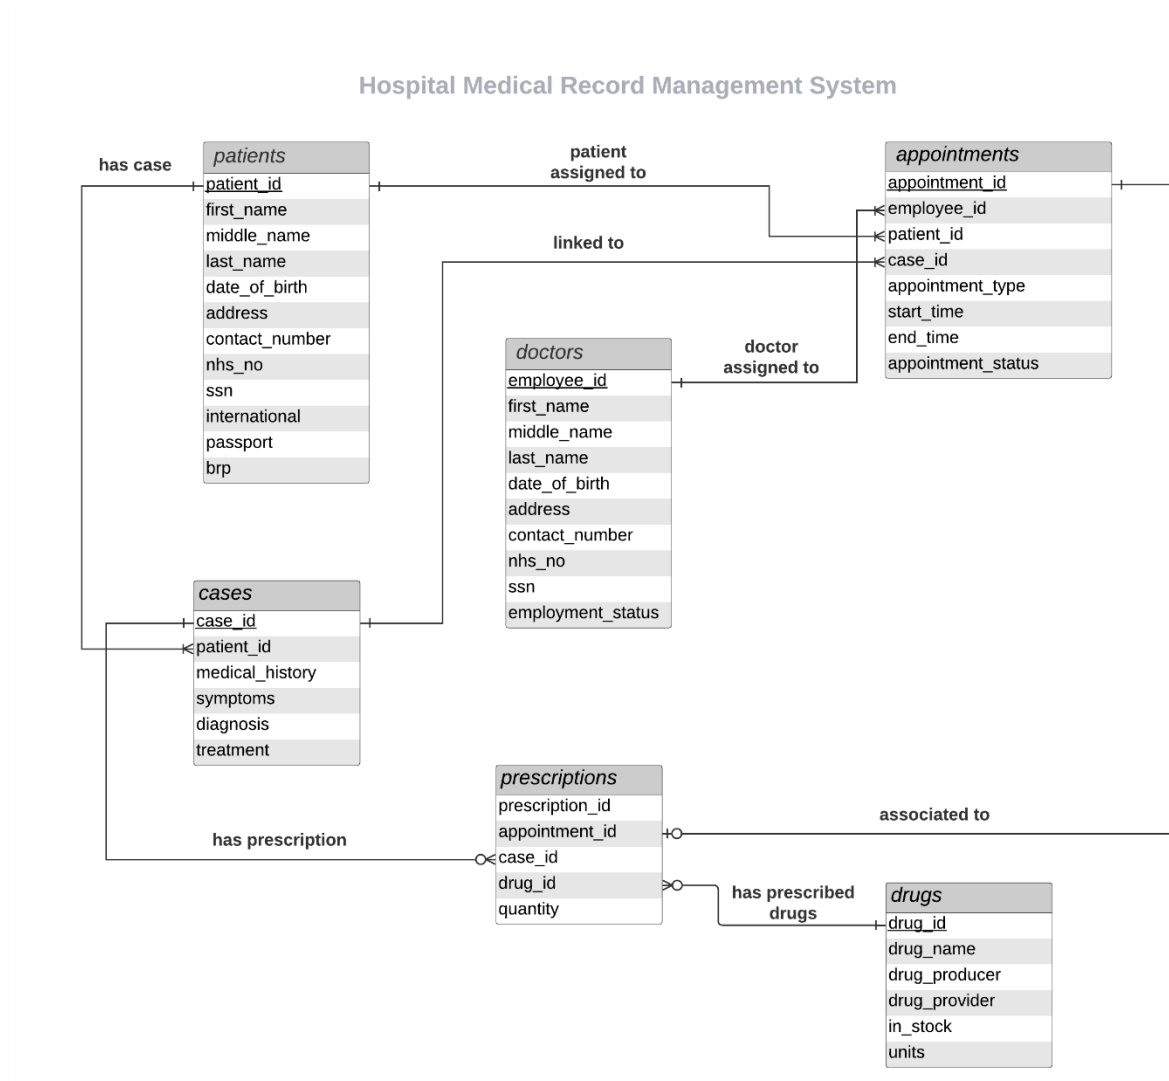 Hospital Medical Record Management System
has case
patients
patient_id
first_name
middle_name
last_name
date_of_birth
address
contact_number
nhs_no
ssn
international
passport
brp
patient
assigned to
linked to
appointments
appointment_id
employee_id
patient_id
case_id
appointment_type
start_time
end_time
appointment_status
doctors
employee_id
first_name
middle_name
last_name
date_of_birth
address
contact_number
nhs_no
ssn
employment_status
doctor
assigned to
cases
case_id
patient_id
medical_history
symptoms
diagnosis
treatment
has prescription
prescriptions
prescription_id
appointment_id
case_id
drug_id
quantity
associated to
has prescribed
drugs
drugs
drug_id
drug_name
drug_producer
drug_provider
in_stock
units